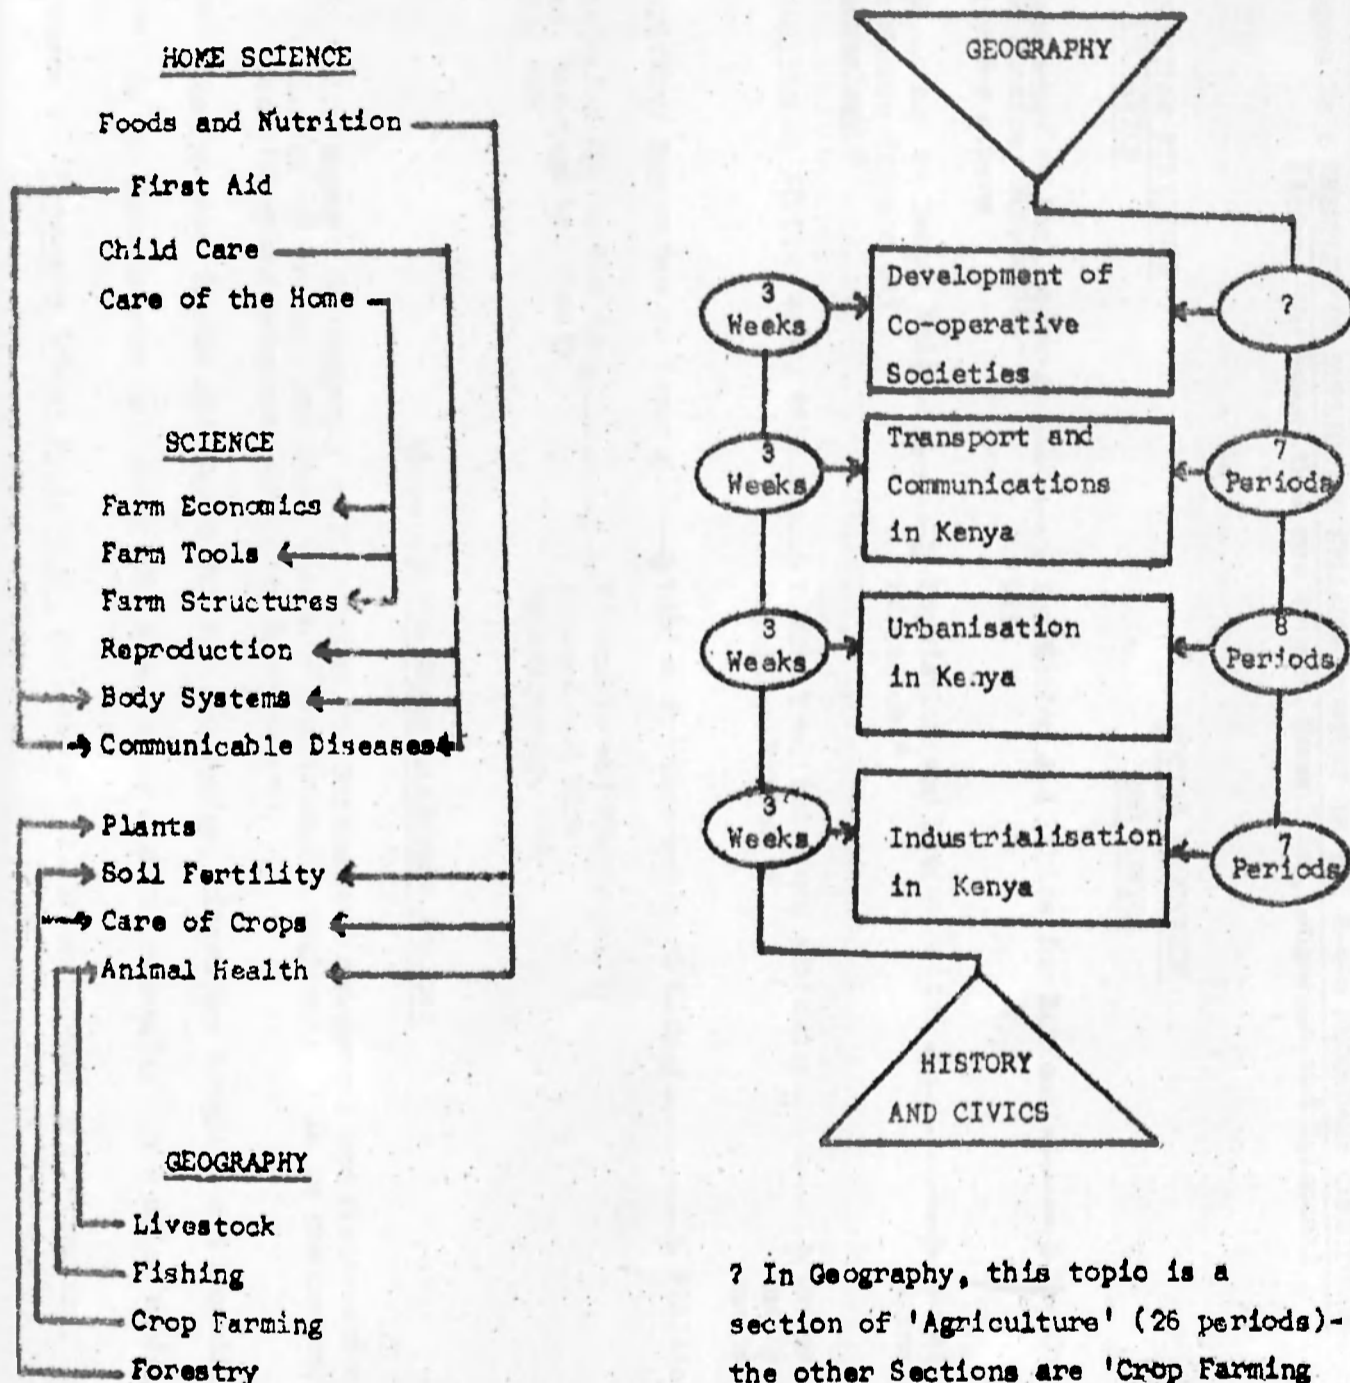 HOME SCIENCE
Foods and Nutrition
First Aid
Child Care
Care of the Home
SCIENCE
Farm Economics
Farm Tools
Farm Structures
Reproduction
Body Systems
Communicable Diseases
Plants
Soil Fertility
Care of Crops
Animal Health
GEOGRAPHY
Livestock
Fishing
Crop Farming
Forestry
GEOGRAPHY
3
Weeks
Development of
Co-operative
Societies
?
3
Weeks
Transport and
Communications
in Kenya
7
Periods
3
Weeks
Urbanisation
in Kenya
8
Periods
3
Weeks
Industrialisation
in Kenya
7
Periods
HISTORY
AND CIVICS
? In Geography, this topic is a
section of 'Agriculture' (26 periods)-
the other Sections are 'Crop Farming